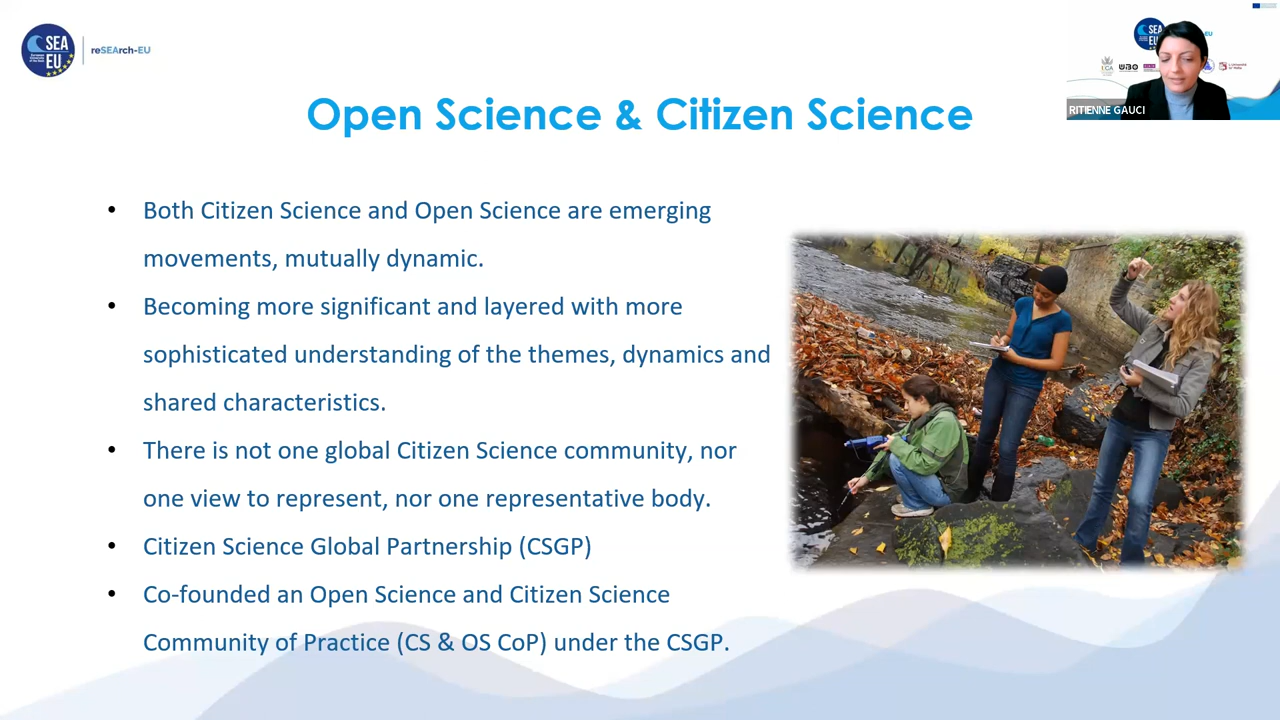 SEA
EU
reSEArch-EU
SEA
EU
UBO
RITIENNE GAUCI
Open Science & Citizen Science
• Both Citizen Science and Open Science are emerging
movements, mutually dynamic.
• Becoming more significant and layered with more
sophisticated understanding of the themes, dynamics and
shared characteristics.
• There is not one global Citizen Science community, nor
one view to represent, nor one representative body.
• Citizen Science Global Partnership (CSGP)
• Co-founded an Open Science and Citizen Science
Community of Practice (CS & OS CoP) under the CSGP.